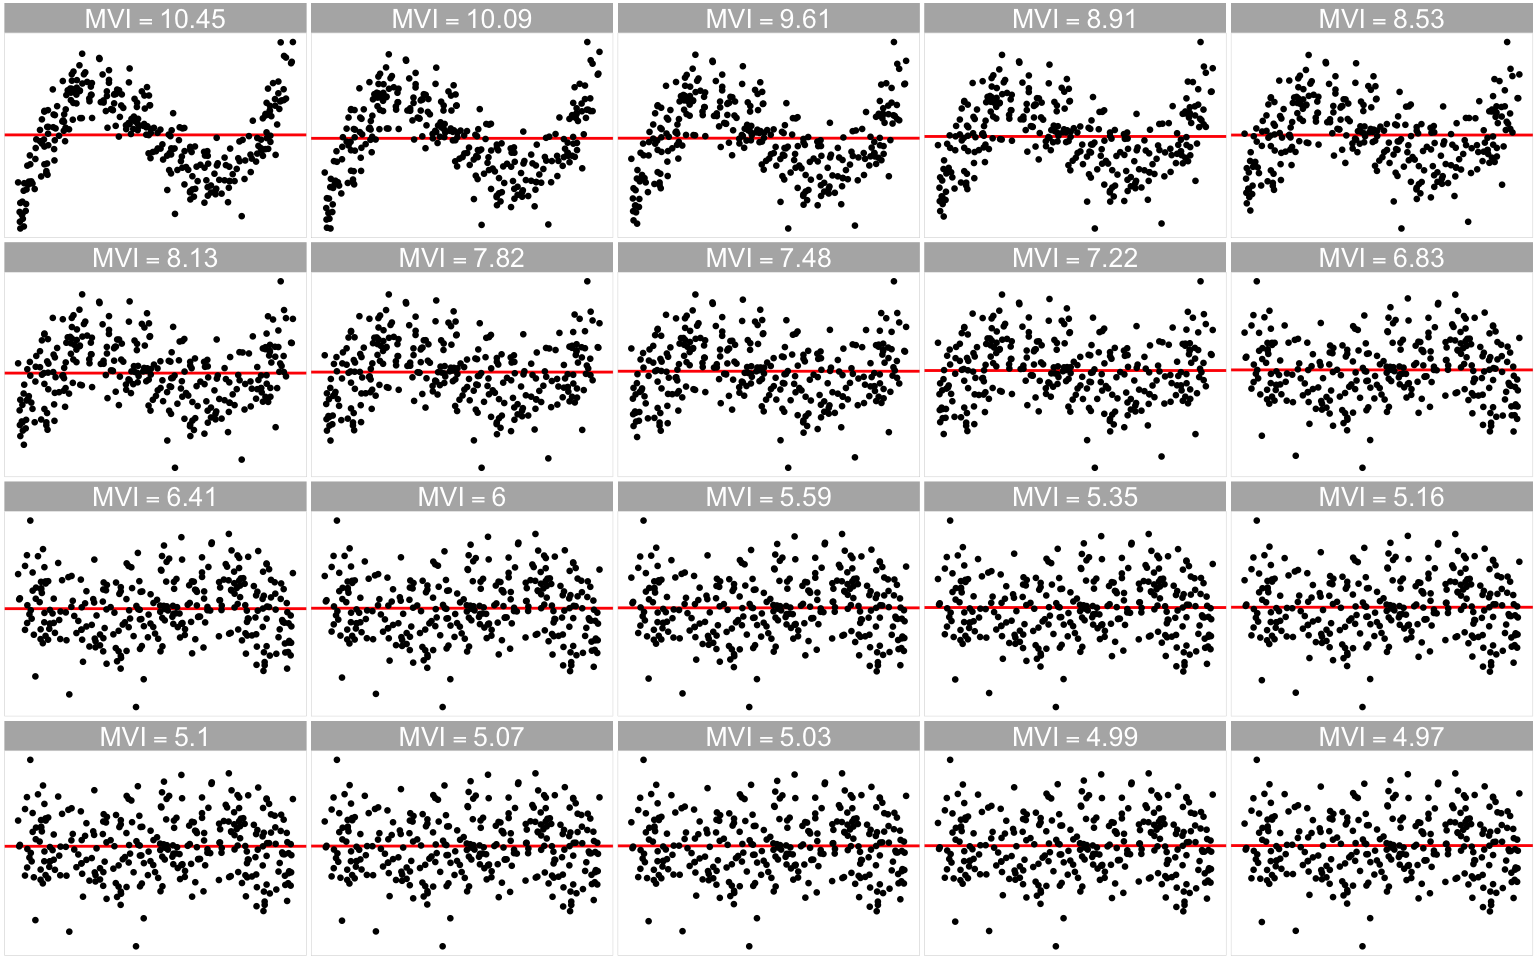 MVI = 10.45
MVI = 10.09
MVI = 9.61
MVI = 8.91
MVI = 8.53
MVI = 8.13
MVI = 7.82
MVI = 7.48
MVI = 7.22
MVI = 6.83
MVI = 6.41
MVI = 6
MVI = 5.59
MVI = 5.35
MVI = 5.16
MVI = 5.1
MVI = 5.07
MVI = 5.03
MVI = 4.99
MVI = 4.97